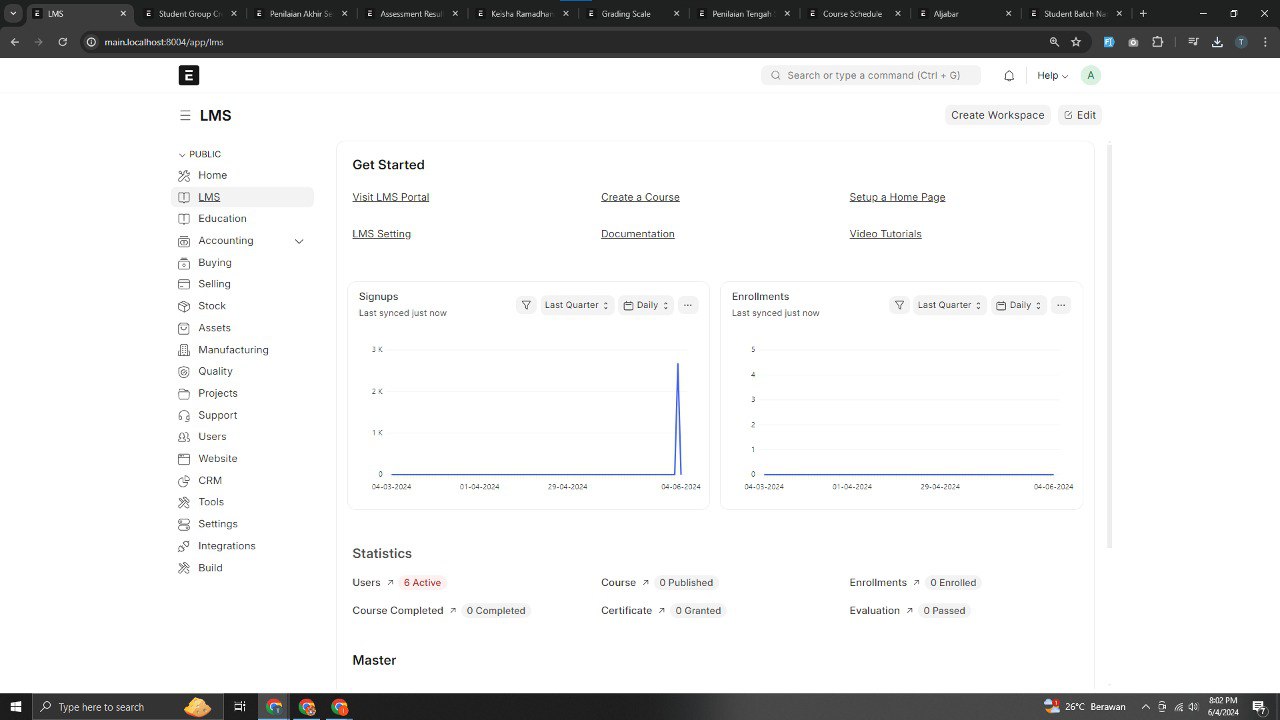 LMS
Student Group Cr
Penilaian Akhir Se
Assessment Resul
Keisha Ramadhan
Grading Scale
Penilaian Tengah
Course Schedule
Aljabar
Student Batch Na
main.localhost:8004/app/lms
T
E
Search or type a command (Ctrl + G)
Help
A
LMS
Create Workspace
Edit
PUBLIC
Home
LMS
Education
Accounting
Buying
Selling
Stock
Assets
Manufacturing
Quality
Projects
Support
Users
Website
CRM
Tools
Settings
Integrations
Build
Get Started
Visit LMS Portal
Create a Course
Setup a Home Page
LMS Setting
Documentation
Video Tutorials
Signups
Last synced just now
Last Quarter
Daily
3 K
2 K
1 K
0
04-03-2024
01-04-2024
29-04-2024
04-06-2024
Enrollments
Last synced just now
Last Quarter
Daily
5
4
3
2
1
0
04-03-2024
01-04-2024
29-04-2024
04-06-2024
Statistics
Users 6 Active
Course 0 Published
Enrollments 0 Enrolled
Course Completed 0 Completed
Certificate 0 Granted
Evaluation 0 Passed
Master
Type here to search
26°C Berawan
8:02 PM
6/4/2024